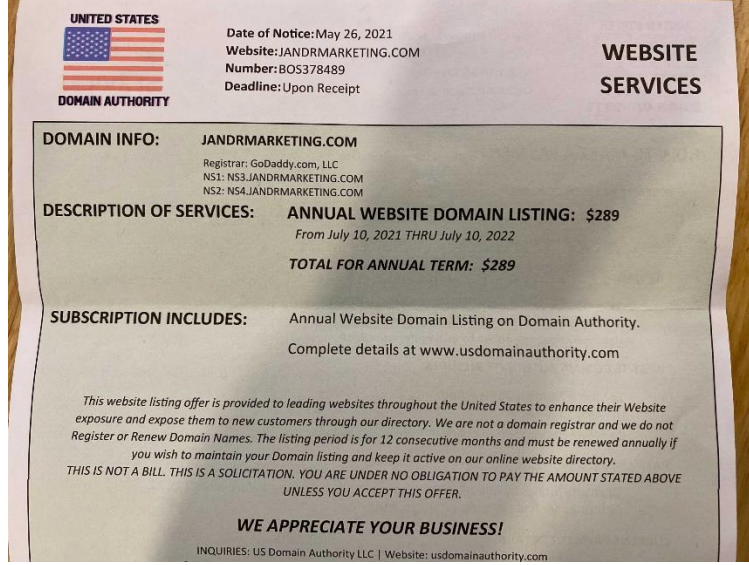 UNITED STATES
DOMAIN AUTHORITY
Date of Notice:May 26, 2021
Website:JANDRMARKETING.COM
Number:BOS378489
Deadline:Upon Receipt
WEBSITE
SERVICES
DOMAIN INFO: JANDRMARKETING.COM
Registrar: GoDaddy.com, LLC
NS1: NS3.JANDRMARKETING.COM
NS2: NS4.JANDRMARKETING.COM
DESCRIPTION OF SERVICES: ANNUAL WEBSITE DOMAIN LISTING: $289
From July 10, 2021 THRU July 10, 2022
TOTAL FOR ANNUAL TERM: $289
SUBSCRIPTION INCLUDES: Annual Website Domain Listing on Domain Authority.
Complete details at www.usdomainauthority.com
This website listing offer is provided to leading websites throughout the United States to enhance their Website
exposure and expose them to new customers through our directory. We are not a domain registrar and we do not
Register or Renew Domain Names. The listing period is for 12 consecutive months and must be renewed annually if
you wish to maintain your Domain listing and keep it active on our online website directory.
THIS IS NOT A BILL. THIS IS A SOLICITATION. YOU ARE UNDER NO OBLIGATION TO PAY THE AMOUNT STATED ABOVE
UNLESS YOU ACCEPT THIS OFFER.
WE APPRECIATE YOUR BUSINESS!
INQUIRIES: US Domain Authority LLC | Website: usdomainauthority.com